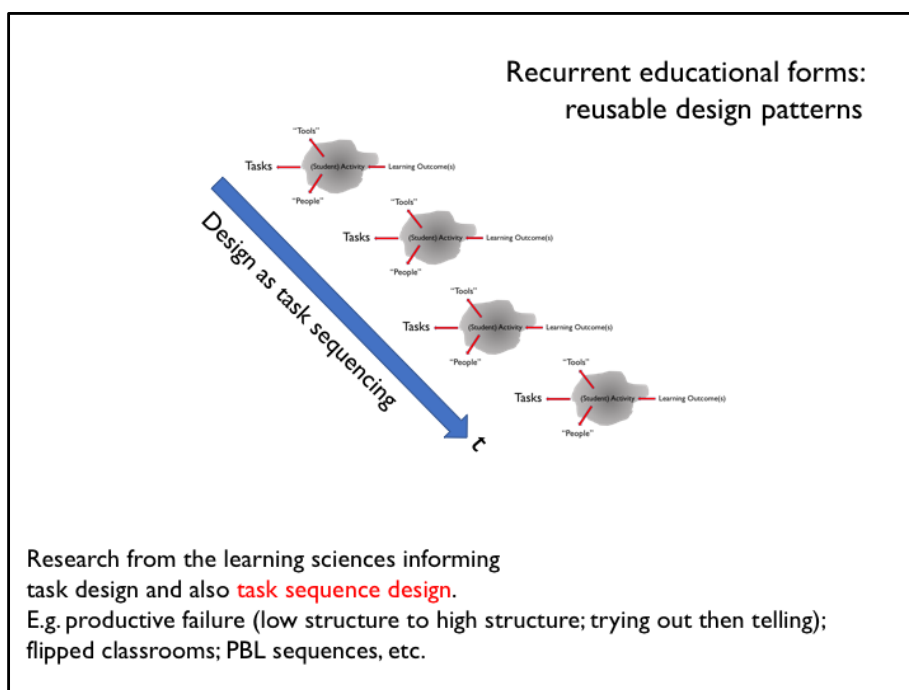 Recurrent educational forms:
reusable design patterns
"Tools"
Tasks
(Student) Activity
Learning Outcome(s)
"People"
"Tools"
Tasks
(Student) Activity
Learning Outcome(s)
"People"
"Tools"
Tasks
(Student) Activity
Learning Outcome(s)
"People"
"Tools"
Tasks
(Student) Activity
Learning Outcome(s)
"People"
Design as task sequencing
t
Research from the learning sciences informing
task design and also task sequence design.
E.g. productive failure (low structure to high structure; trying out then telling);
flipped classrooms; PBL sequences, etc.